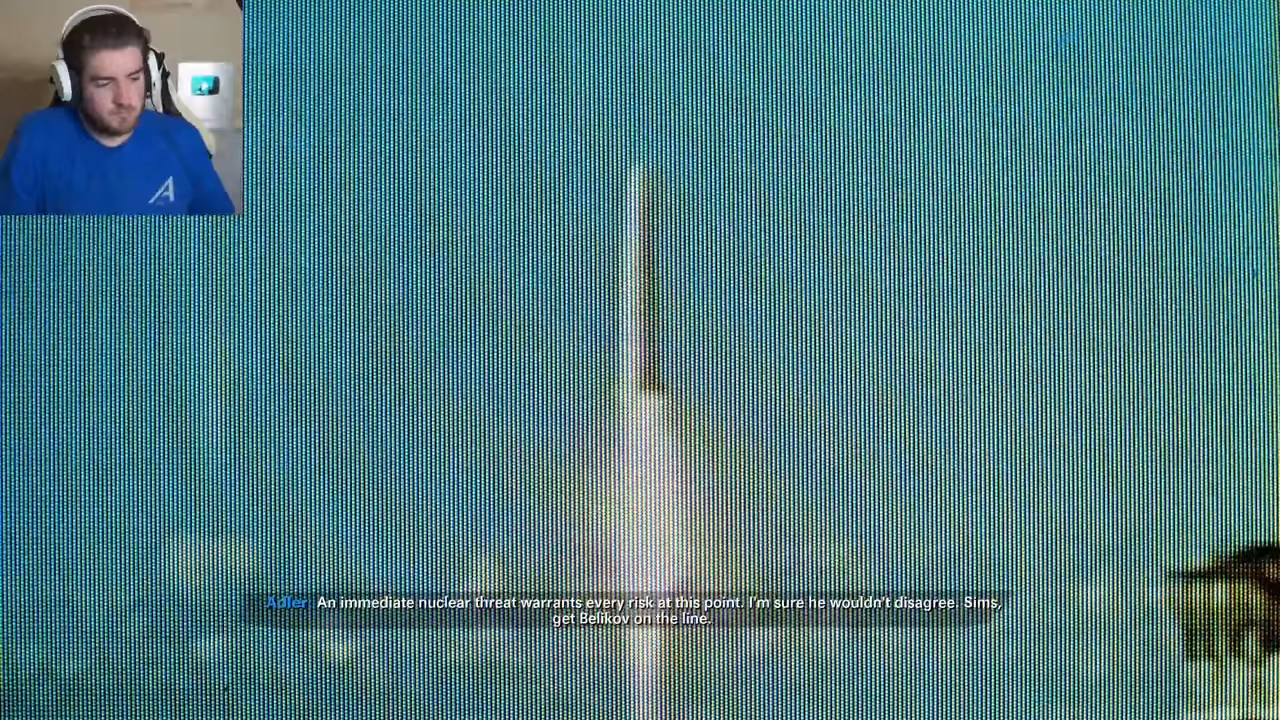 Adler: An immediate nuclear threat warrants every risk at this point. I'm sure he wouldn't disagree. Sims,
get Belikov on the line.